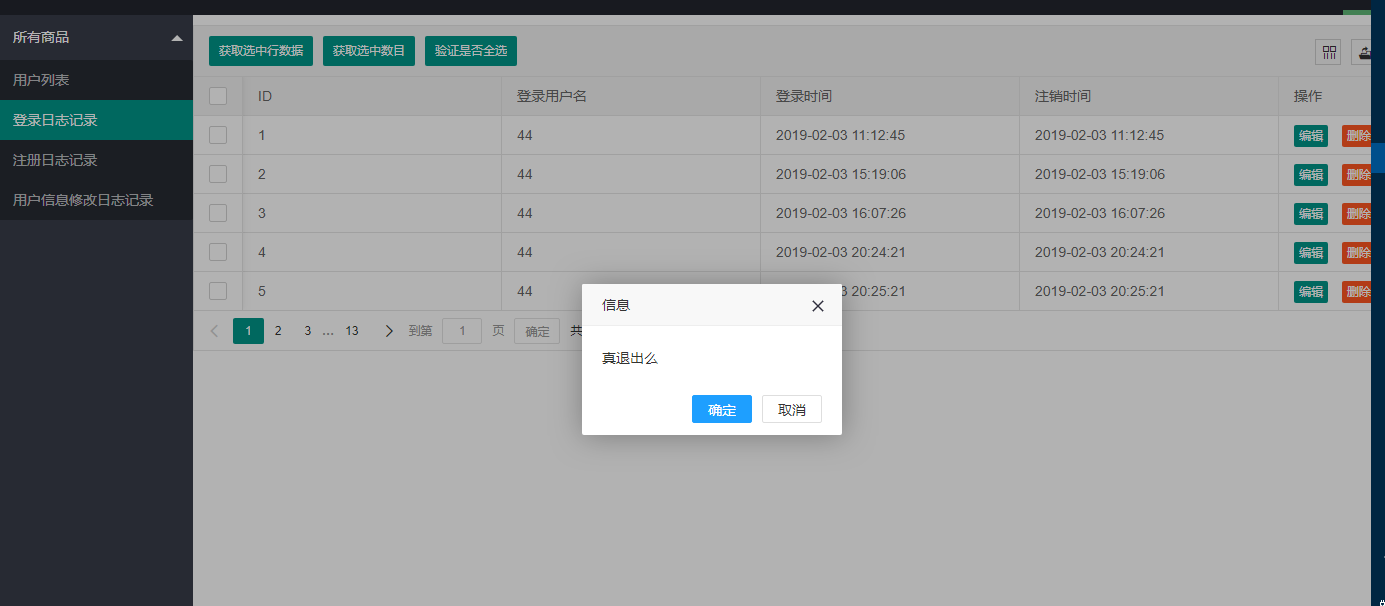 所有商品
用户列表
登录日志记录
注册日志记录
用户信息修改日志记录
获取选中行数据 获取选中数目 验证是否全选
ID 登录用户名 登录时间 注销时间 操作
1 44 2019-02-03 11:12:45 2019-02-03 11:12:45 编辑 删除
2 44 2019-02-03 15:19:06 2019-02-03 15:19:06 编辑 删除
3 44 2019-02-03 16:07:26 2019-02-03 16:07:26 编辑 删除
4 44 2019-02-03 20:24:21 2019-02-03 20:24:21 编辑 删除
5 44 3 20:25:21 2019-02-03 20:25:21 编辑 删除
1 2 3 … 13 到第 1 页 确定 共
信息
真退出么
确定 取消